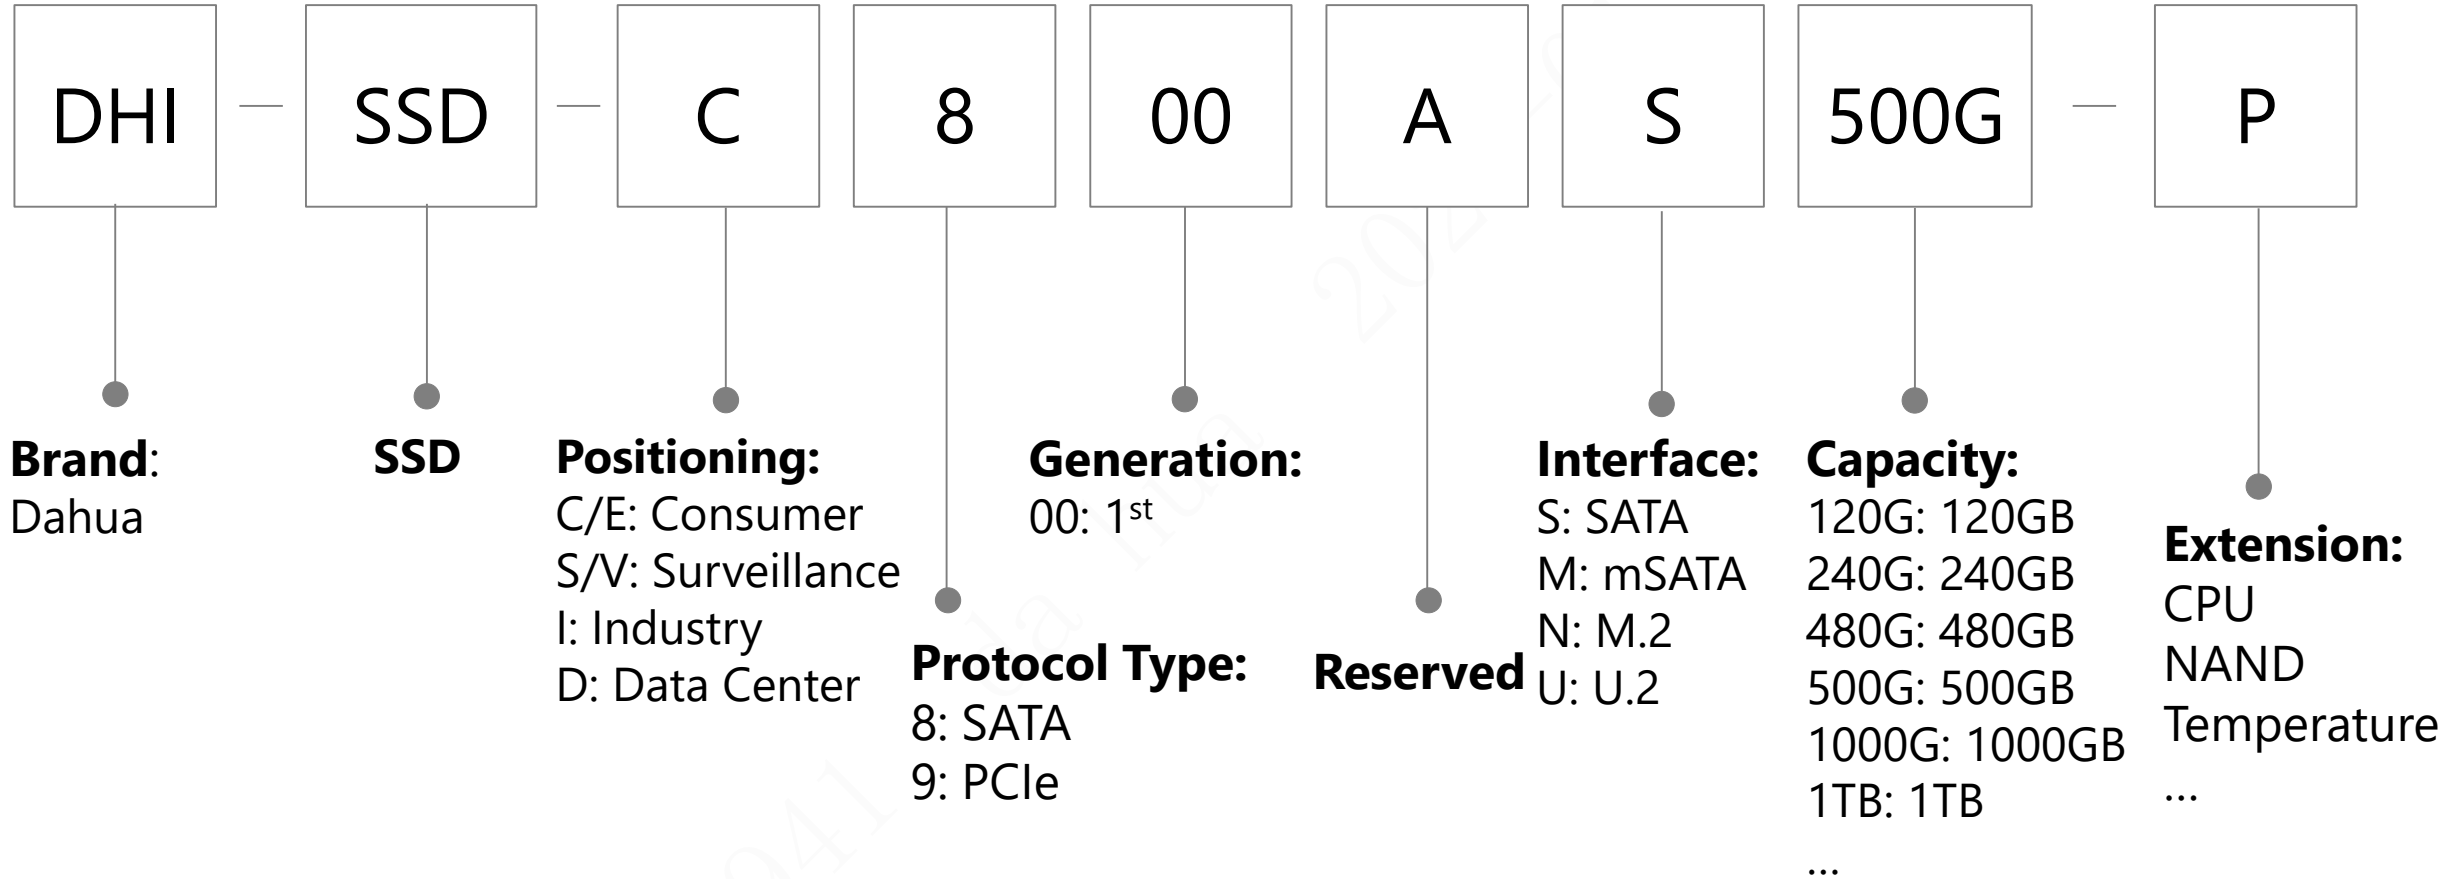 DHI — SSD — C 8 00 A S 500G — P
Brand:
Dahua
SSD
Positioning:
C/E: Consumer
S/V: Surveillance
I: Industry
D: Data Center
Protocol Type:
8: SATA
9: PCIe
Generation:
00: 1st
Reserved
Interface:
S: SATA
M: mSATA
N: M.2
U: U.2
Capacity:
120G: 120GB
240G: 240GB
480G: 480GB
500G: 500GB
1000G: 1000GB
1TB: 1TB
...
Extension:
CPU
NAND
Temperature
...